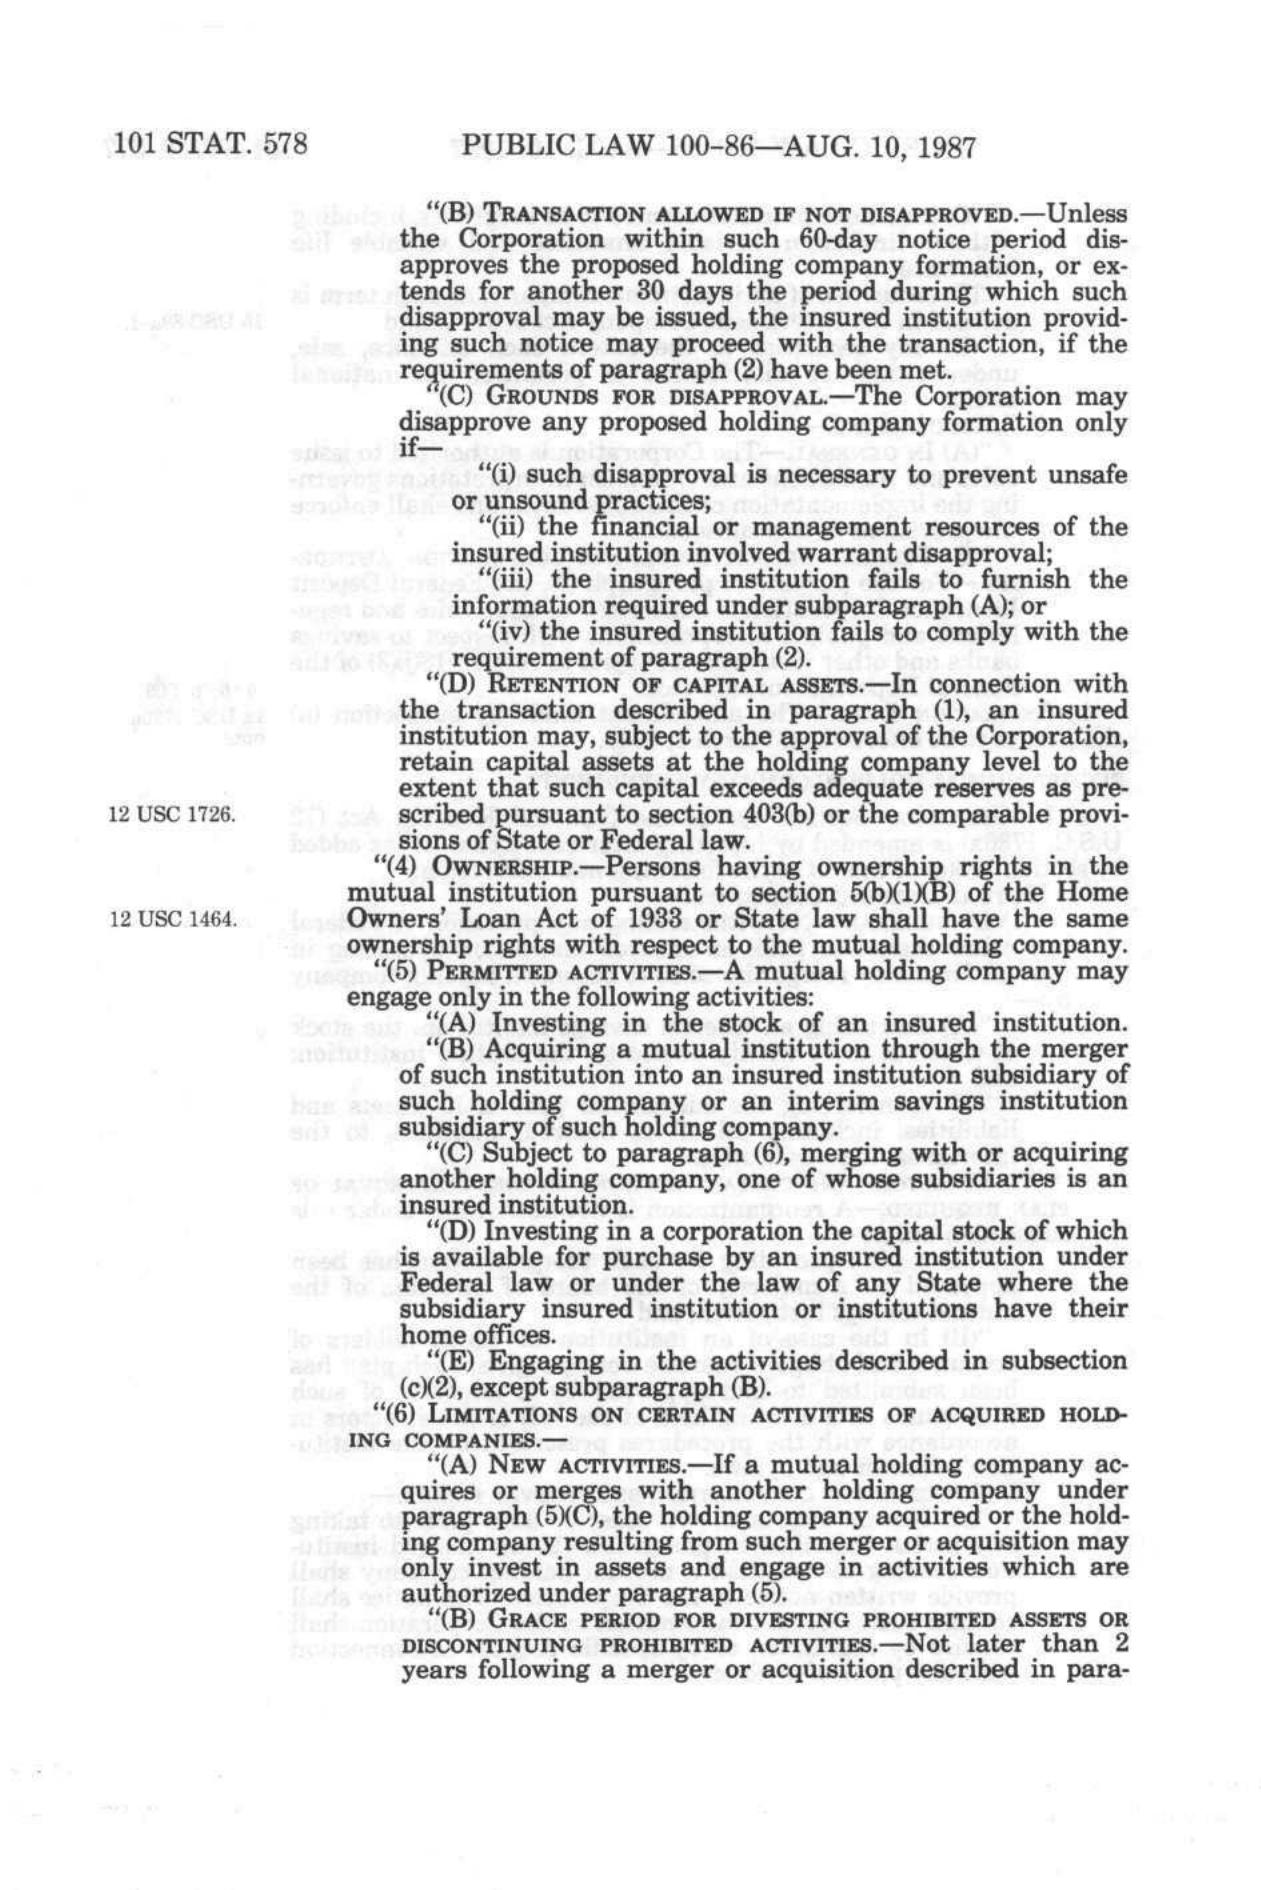 101 STAT. 578 PUBLIC LAW 100-86—AUG. 10, 1987
“(B) TRANSACTION ALLOWED IF NOT DISAPPROVED.—Unless
the Corporation within such 60-day notice period dis-
approves the proposed holding company formation, or ex-
tends for another 30 days the period during which such
disapproval may be issued, the insured institution provid-
ing such notice may proceed with the transaction, if the
requirements of paragraph (2) have been met.
“(C) GROUNDS FOR DISAPPROVAL.—The Corporation may
disapprove any proposed holding company formation only
if—
“(i) such disapproval is necessary to prevent unsafe
or unsound practices;
“(ii) the financial or management resources of the
insured institution involved warrant disapproval;
“(iii) the insured institution fails to furnish the
information required under subparagraph (A); or
“(iv) the insured institution fails to comply with the
requirement of paragraph (2).
“(D) RETENTION OF CAPITAL ASSETS.—In connection with
the transaction described in paragraph (1), an insured
institution may, subject to the approval of the Corporation,
retain capital assets at the holding company level to the
extent that such capital exceeds adequate reserves as pre-
12 USC 1726. scribed pursuant to section 403(b) or the comparable provi-
sions of State or Federal law.
“(4) OWNERSHIP.—Persons having ownership rights in the
mutual institution pursuant to section 5(b)(1)(B) of the Home
12 USC 1464. Owners’ Loan Act of 1933 or State law shall have the same
ownership rights with respect to the mutual holding company.
“(5) PERMITTED ACTIVITIES.—A mutual holding company may
engage only in the following activities:
“(A) Investing in the stock of an insured institution.
“(B) Acquiring a mutual institution through the merger
of such institution into an insured institution subsidiary of
such holding company or an interim savings institution
subsidiary of such holding company.
“(C) Subject to paragraph (6), merging with or acquiring
another holding company, one of whose subsidiaries is an
insured institution.
“(D) Investing in a corporation the capital stock of which
is available for purchase by an insured institution under
Federal law or under the law of any State where the
subsidiary insured institution or institutions have their
home offices.
“(E) Engaging in the activities described in subsection
(c)(2), except subparagraph (B).
“(6) LIMITATIONS ON CERTAIN ACTIVITIES OF ACQUIRED HOLD-
ING COMPANIES.—
“(A) NEW ACTIVITIES.—If a mutual holding company ac-
quires or merges with another holding company under
paragraph (5)(C), the holding company acquired or the hold-
ing company resulting from such merger or acquisition may
only invest in assets and engage in activities which are
authorized under paragraph (5).
“(B) GRACE PERIOD FOR DIVESTING PROHIBITED ASSETS OR
DISCONTINUING PROHIBITED ACTIVITIES.—Not later than 2
years following a merger or acquisition described in para-